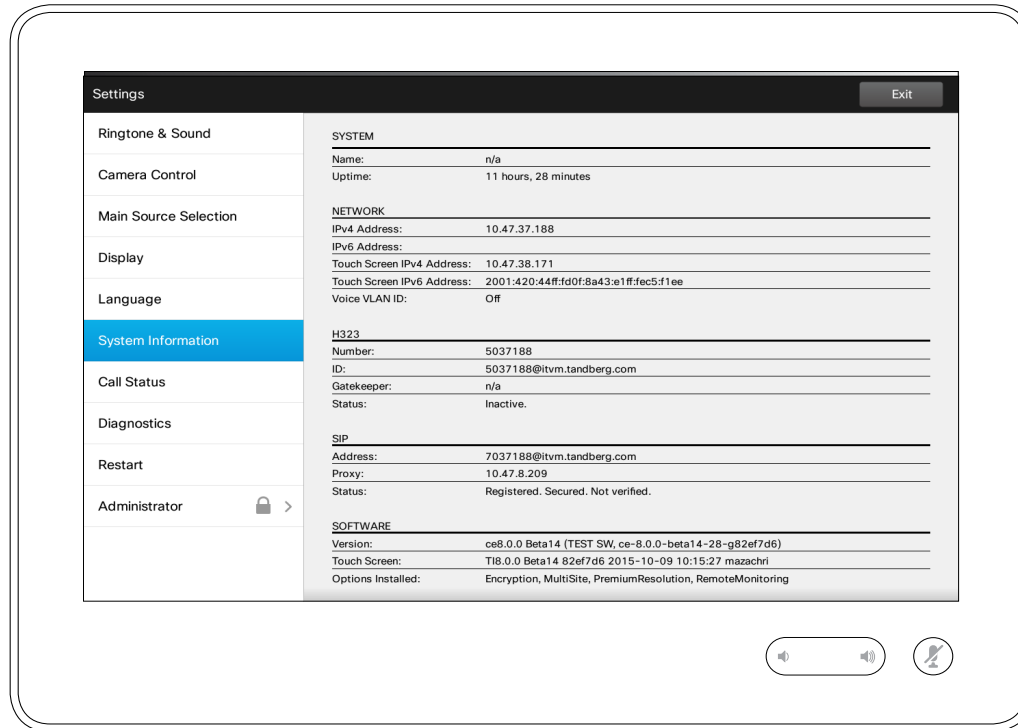 Settings
Exit
Ringtone & Sound
Camera Control
Main Source Selection
Display
Language
System Information
Call Status
Diagnostics
Restart
Administrator
SYSTEM
Name: n/a
Uptime: 11 hours, 28 minutes
NETWORK
IPv4 Address: 10.47.37.188
IPv6 Address:
Touch Screen IPv4 Address: 10.47.38.171
Touch Screen IPv6 Address: 2001:420:44ff:fd0f:8a43:e1ff:fec5:f1ee
Voice VLAN ID: Off
H323
Number: 5037188
ID: 5037188@itvm.tandberg.com
Gatekeeper: n/a
Status: Inactive.
SIP
Address: 7037188@itvm.tandberg.com
Proxy: 10.47.8.209
Status: Registered. Secured. Not verified.
SOFTWARE
Version: ce8.0.0 Beta14 (TEST SW, ce-8.0.0-beta14-28-g82ef7d6)
Touch Screen: TI8.0.0 Beta14 82ef7d6 2015-10-09 10:15:27 mazachri
Options Installed: Encryption, MultiSite, PremiumResolution, RemoteMonitoring